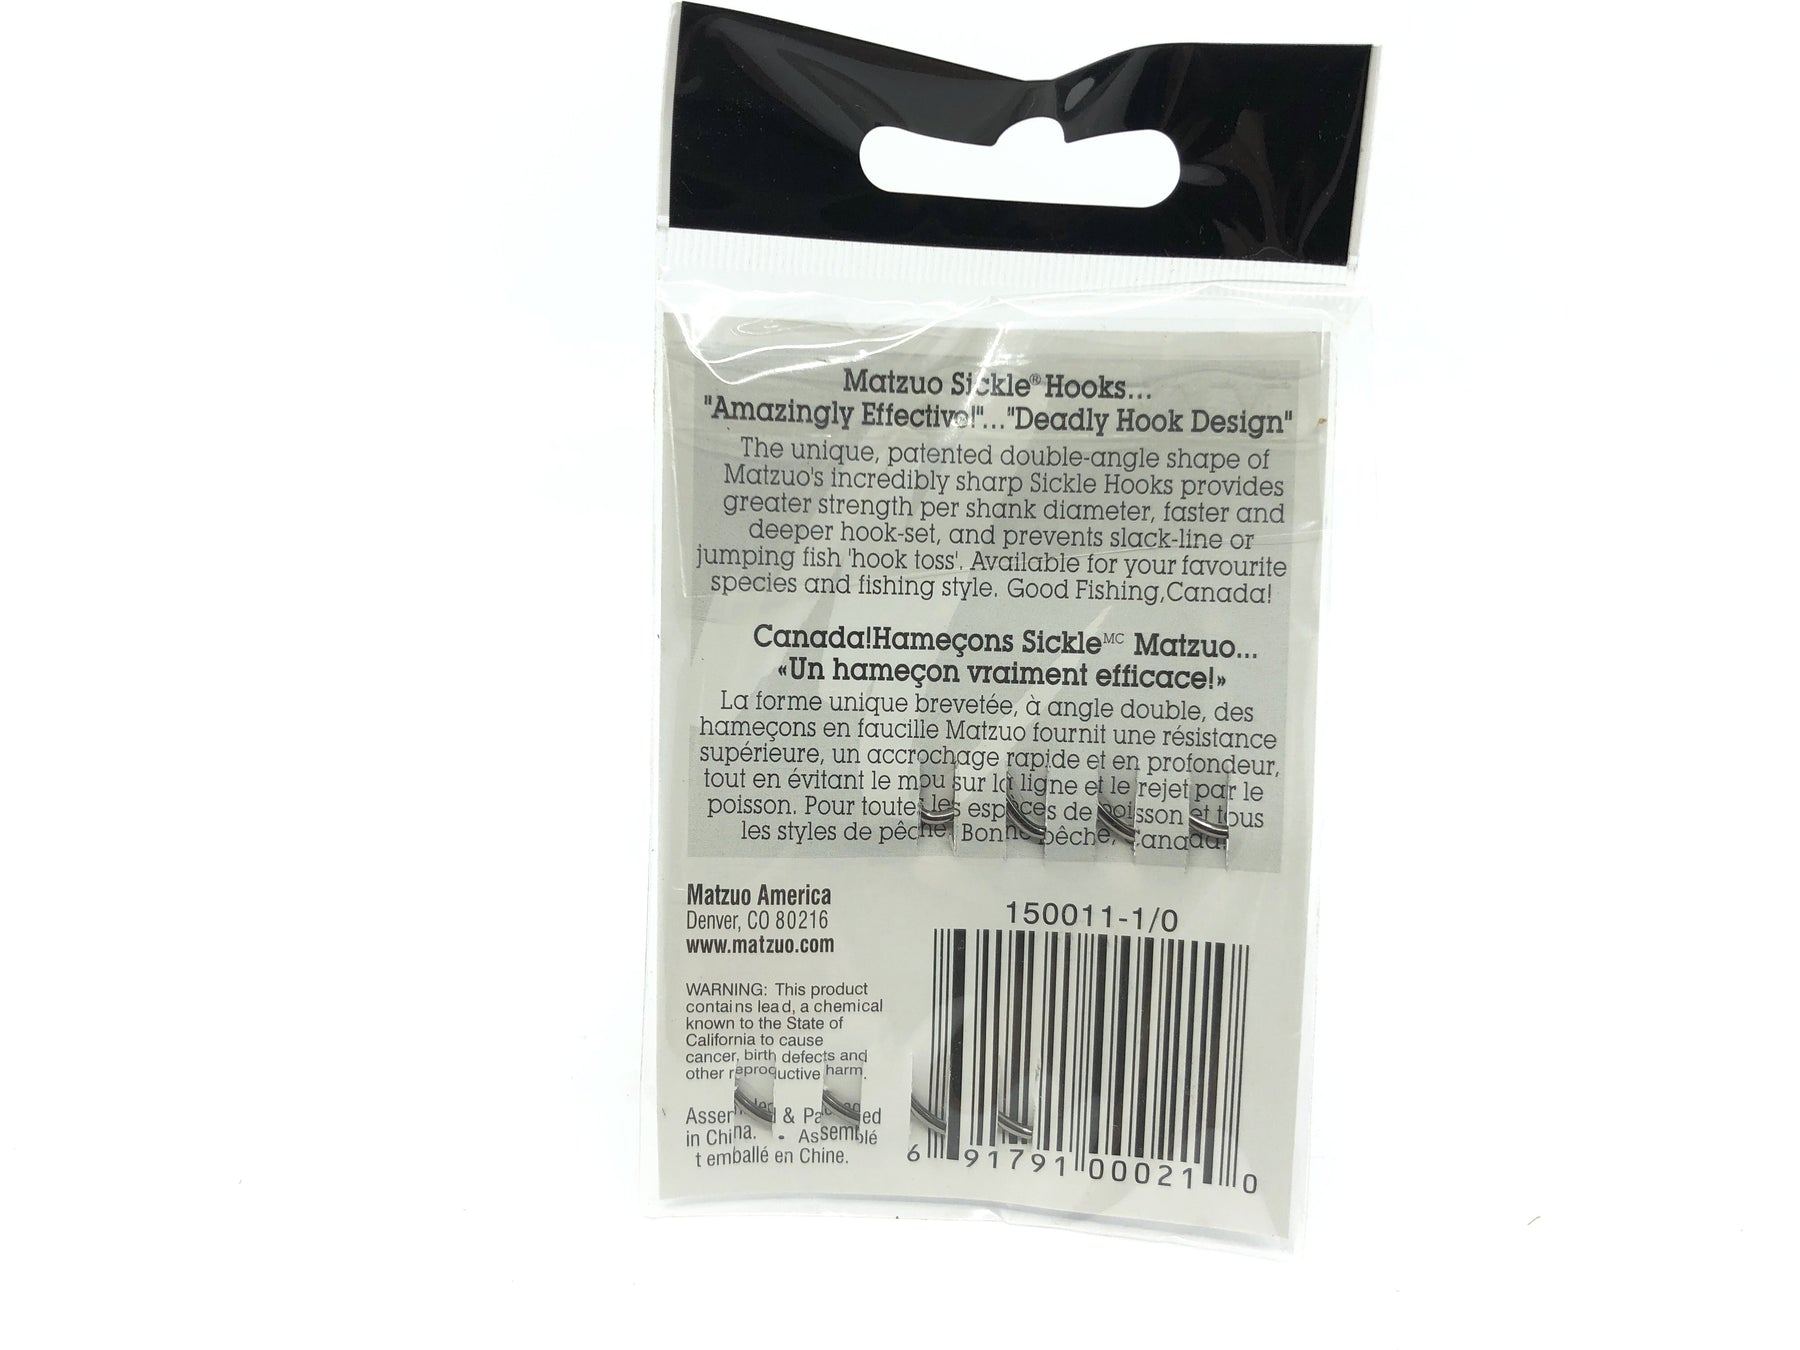 Matzuo Sickle® Hooks...
"Amazingly Effective!"..."Deadly Hook Design"
The unique, patented double-angle shape of
Matzuo's incredibly sharp Sickle Hooks provides
greater strength per shank diameter, faster and
deeper hook-set, and prevents slack-line or
jumping fish 'hook toss'. Available for your favourite
species and fishing style. Good Fishing,Canada!
Canada!Hameçons Sickle MC Matzuo...
«Un hameçon vraiment efficace!»
La forme unique brevetée, à angle double, des
hameçons en faucille Matzuo fournit une résistance
supérieure, un accrochage rapide et en profondeur,
tout en évitant le mou sur la ligne et le rejet par le
poisson. Pour toutes les espèces de poisson et tous
les styles de pêche. Bonne pêche, Canada!
Matzuo America
Denver, CO 80216
www.matzuo.com
WARNING: This product
contains lead, a chemical
known to the State of
California to cause
cancer, birth defects and
other reproductive harm.
Assembled & Packaged
in China. - Assemblé
t emballé en Chine.
150011-1/0
6 91791 00021 0